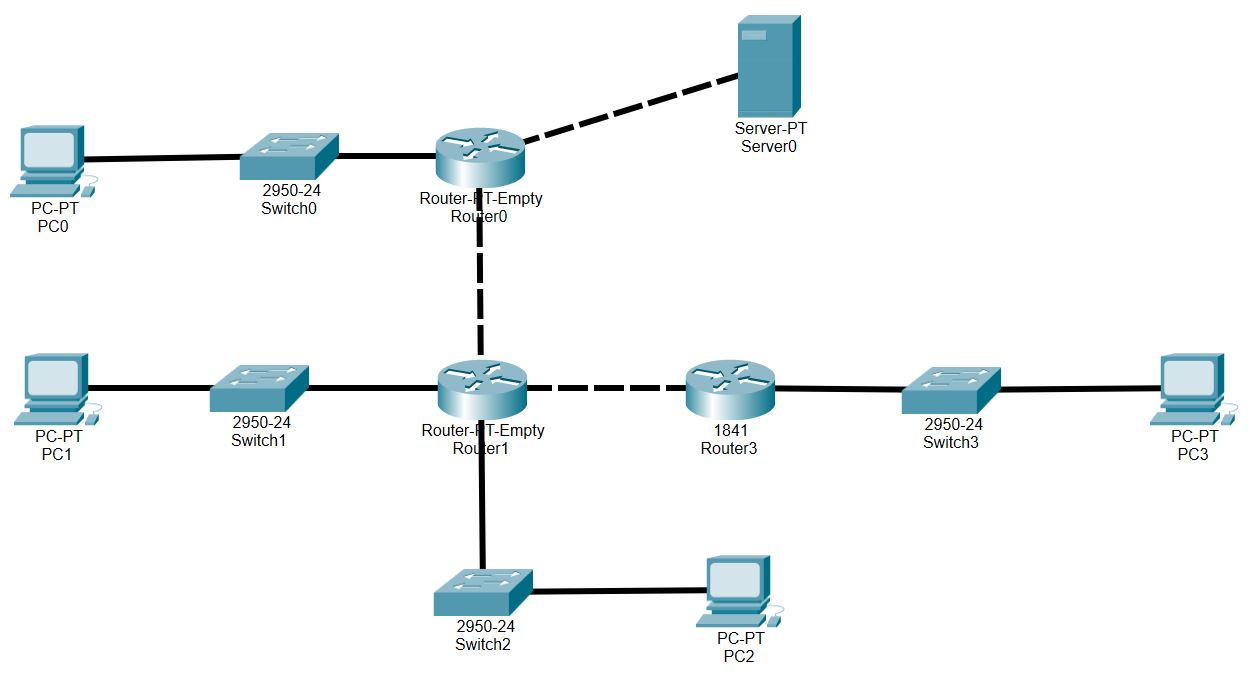 Server-PT
Server0
PC-PT
PC0
2950-24
Switch0
Router-PT-Empty
Router0
PC-PT
PC1
2950-24
Switch1
Router-PT-Empty
Router1
1841
Router3
2950-24
Switch3
PC-PT
PC3
2950-24
Switch2
PC-PT
PC2